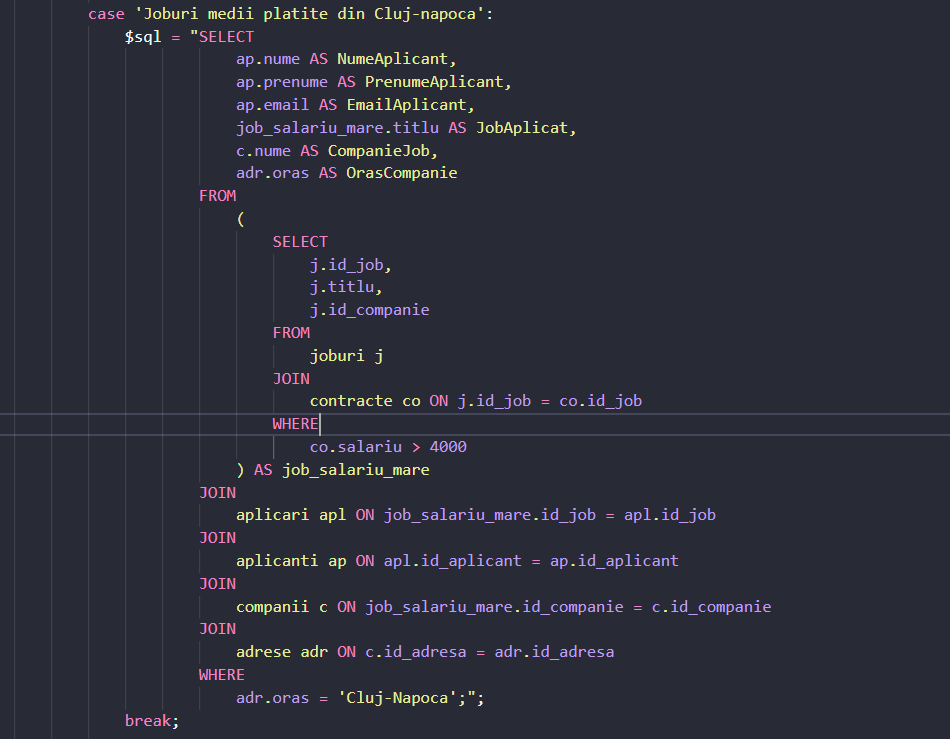 case 'Joburi medii platite din Cluj-napoca':
$sql = "SELECT
ap.nume AS NumeAplicant,
ap.prenume AS PrenumeAplicant,
ap.email AS EmailAplicant,
job_salariu_mare.titlu AS JobAplicat,
c.nume AS CompanieJob,
adr.oras AS OrasCompanie
FROM
(
SELECT
j.id_job,
j.titlu,
j.id_companie
FROM
joburi j
JOIN
contracte co ON j.id_job = co.id_job
WHERE
co.salariu > 4000
) AS job_salariu_mare
JOIN
aplicari apl ON job_salariu_mare.id_job = apl.id_job
JOIN
aplicanti ap ON apl.id_aplicant = ap.id_aplicant
JOIN
companii c ON job_salariu_mare.id_companie = c.id_companie
JOIN
adrese adr ON c.id_adresa = adr.id_adresa
WHERE
adr.oras = 'Cluj-Napoca';";
break;